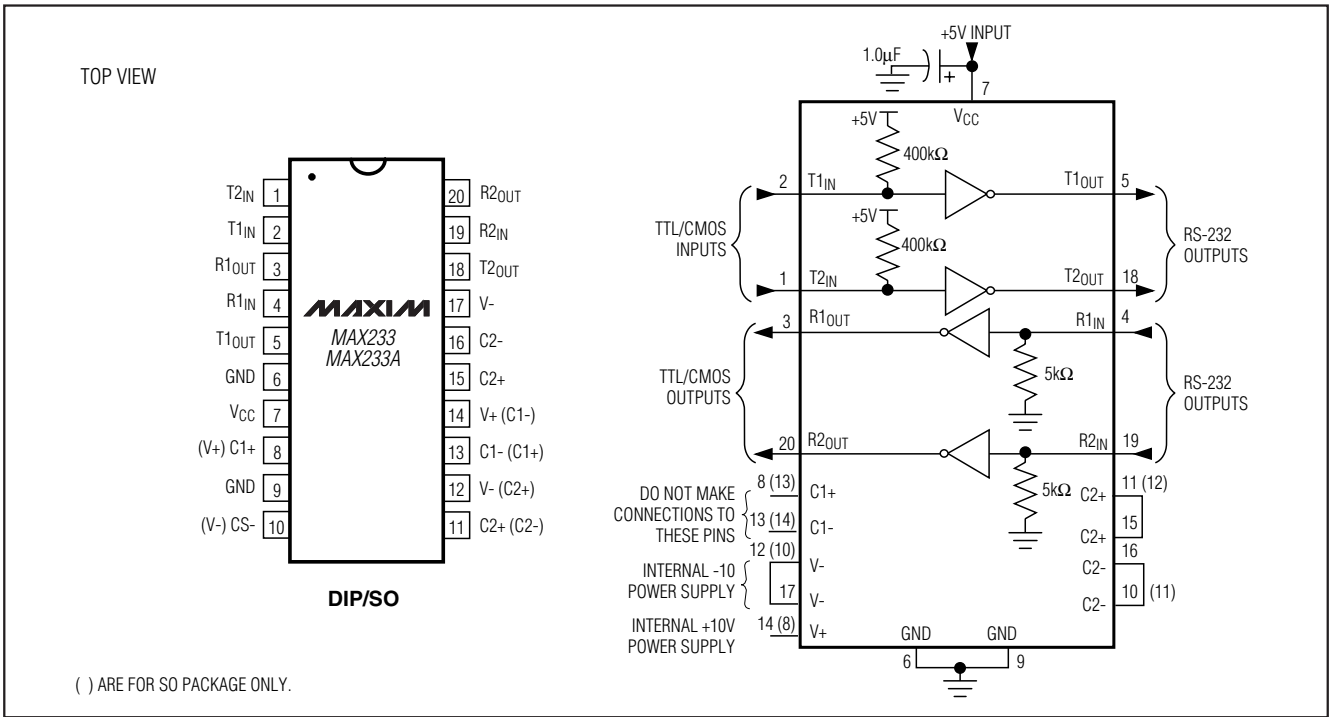 TOP VIEW
T2IN 1
T1IN 2
R1OUT 3
R1IN 4
T1OUT 5
GND 6
VCC 7
(V+) C1+ 8
GND 9
(V-) CS- 10
20 R2OUT
19 R2IN
18 T2OUT
17 V-
16 C2-
15 C2+
14 V+ (C1-)
13 C1- (C1+)
12 V- (C2+)
11 C2+ (C2-)
MAXIM
MAX233
MAX233A
DIP/SO
( ) ARE FOR SO PACKAGE ONLY.
+5V INPUT
1.0µF
+
7
VCC
+5V
400kΩ
2 T1IN
T1OUT 5
+5V
400kΩ
TTL/CMOS
INPUTS
RS-232
OUTPUTS
1 T2IN
T2OUT 18
3 R1OUT
R1IN 4
5kΩ
TTL/CMOS
OUTPUTS
RS-232
OUTPUTS
20 R2OUT
R2IN 19
5kΩ
DO NOT MAKE
CONNECTIONS TO
THESE PINS
8 (13) C1+
13 (14) C1-
INTERNAL -10
POWER SUPPLY
12 (10) V-
17 V-
INTERNAL +10V
POWER SUPPLY
14 (8) V+
C2+ 11 (12)
C2+ 15
C2- 16
C2- 10 (11)
GND GND
6 9